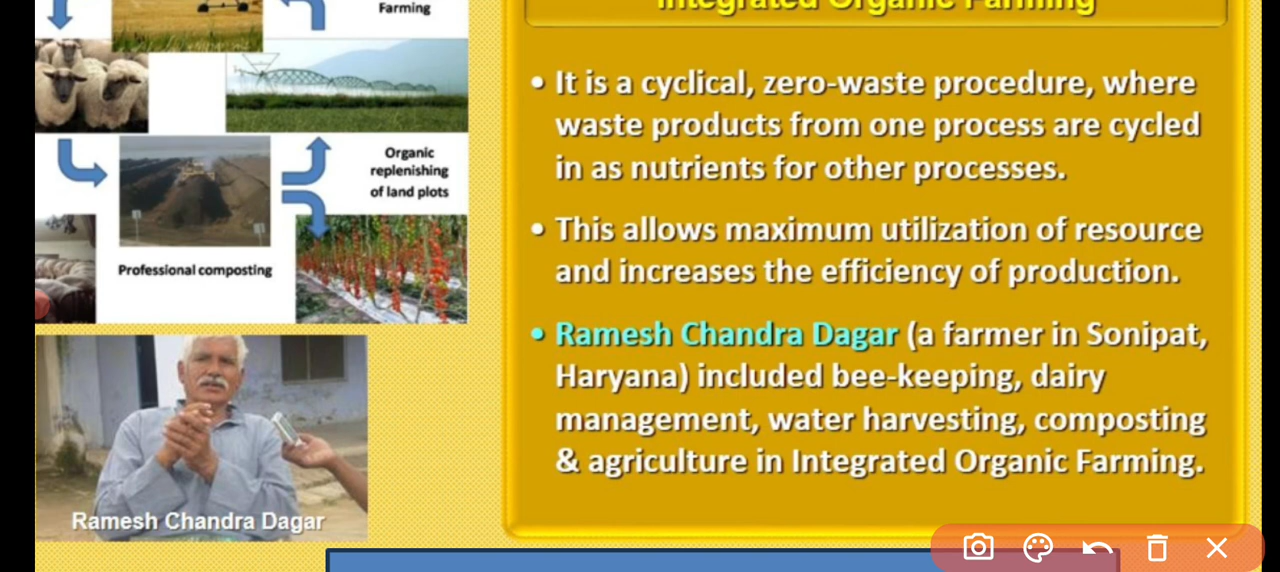 Farming
Organic
replenishing
of land plots
Professional composting
Ramesh Chandra Dagar
Integrated Organic Farming
• It is a cyclical, zero-waste procedure, where
waste products from one process are cycled
in as nutrients for other processes.
• This allows maximum utilization of resource
and increases the efficiency of production.
• Ramesh Chandra Dagar (a farmer in Sonipat,
Haryana) included bee-keeping, dairy
management, water harvesting, composting
& agriculture in Integrated Organic Farming.